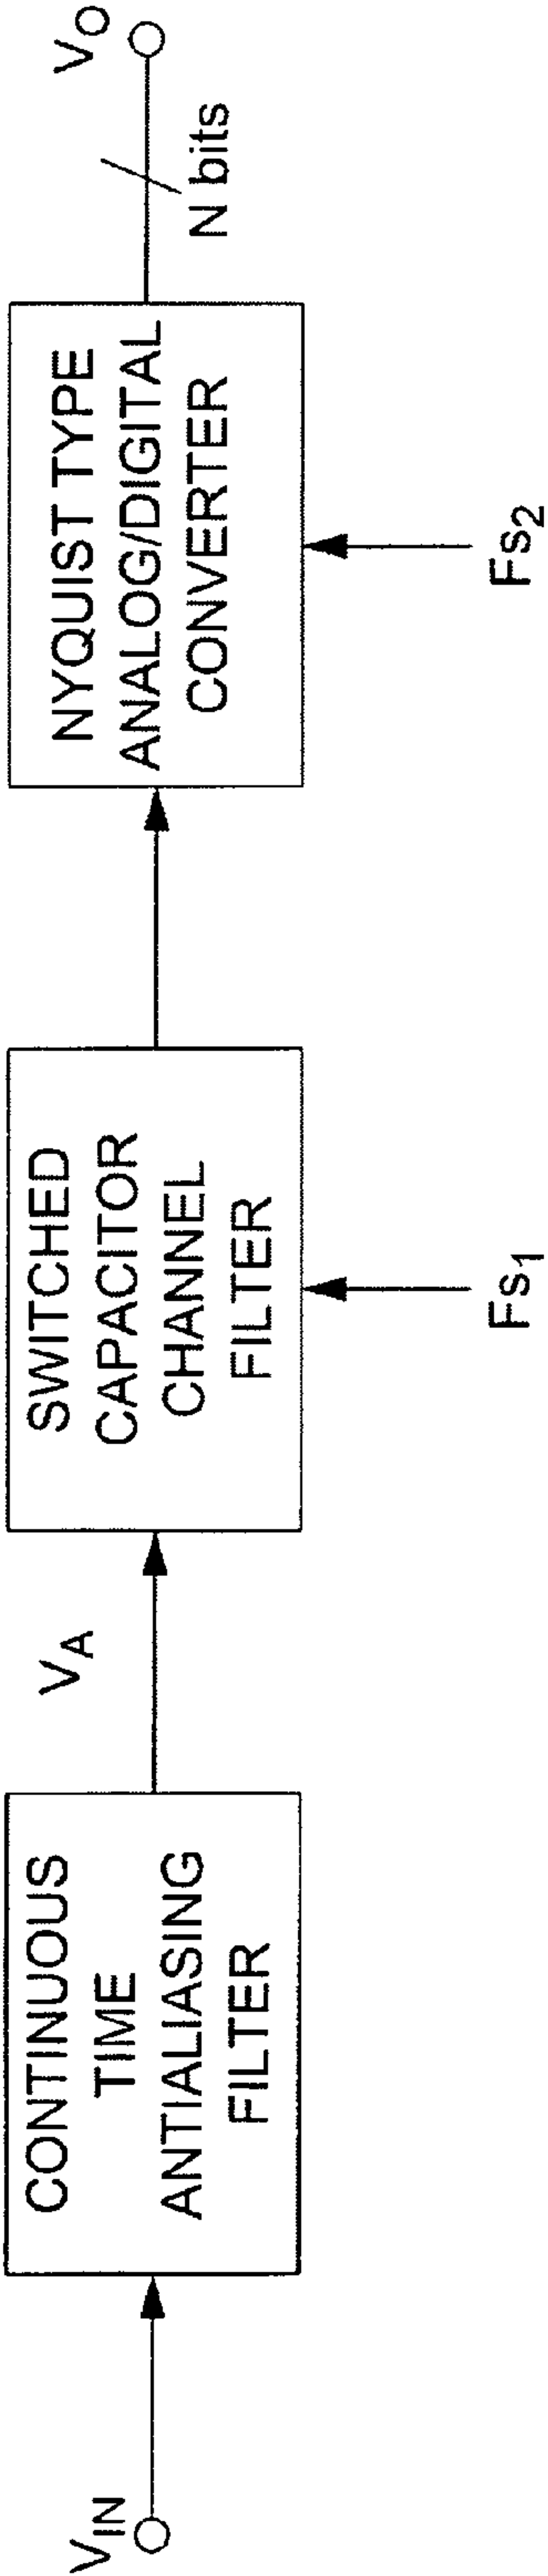 V_IN
CONTINUOUS
TIME
ANTIALIASING
FILTER
V_A
SWITCHED
CAPACITOR
CHANNEL
FILTER
Fs_1
NYQUIST TYPE
ANALOG/DIGITAL
CONVERTER
Fs_2
N bits
V_O